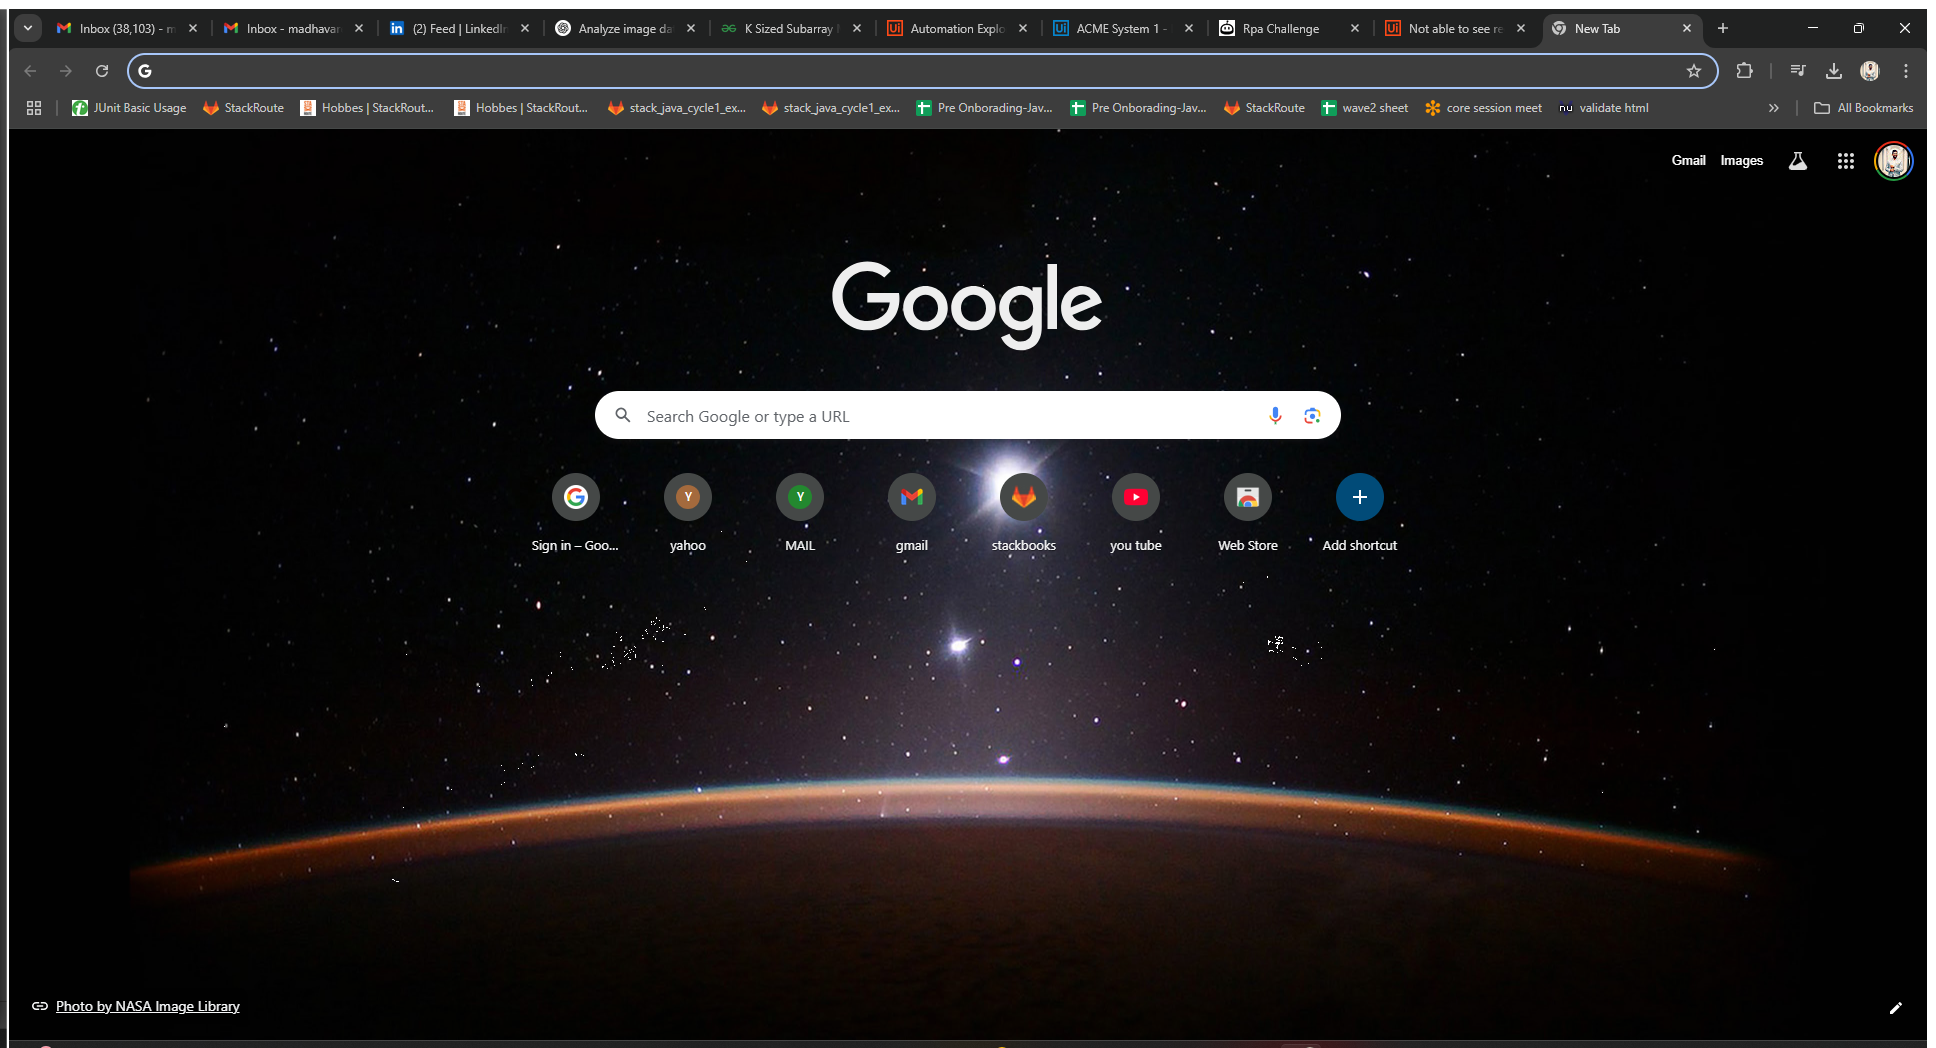 Inbox (38,103) - m
Inbox - madhavan
(2) Feed | LinkedIn
Analyze image da
K Sized Subarray
Automation Explo
ACME System 1 -
Rpa Challenge
Not able to see re
New Tab
JUnit Basic Usage
StackRoute
Hobbes | StackRout...
Hobbes | StackRout...
stack_java_cycle1_ex...
stack_java_cycle1_ex...
Pre Onborading-Jav...
Pre Onborading-Jav...
StackRoute
wave2 sheet
core session meet
nu validate html
All Bookmarks
Gmail Images
Google
Search Google or type a URL
Sign in – Goo...
yahoo
MAIL
gmail
stackbooks
you tube
Web Store
Add shortcut
Photo by NASA Image Library